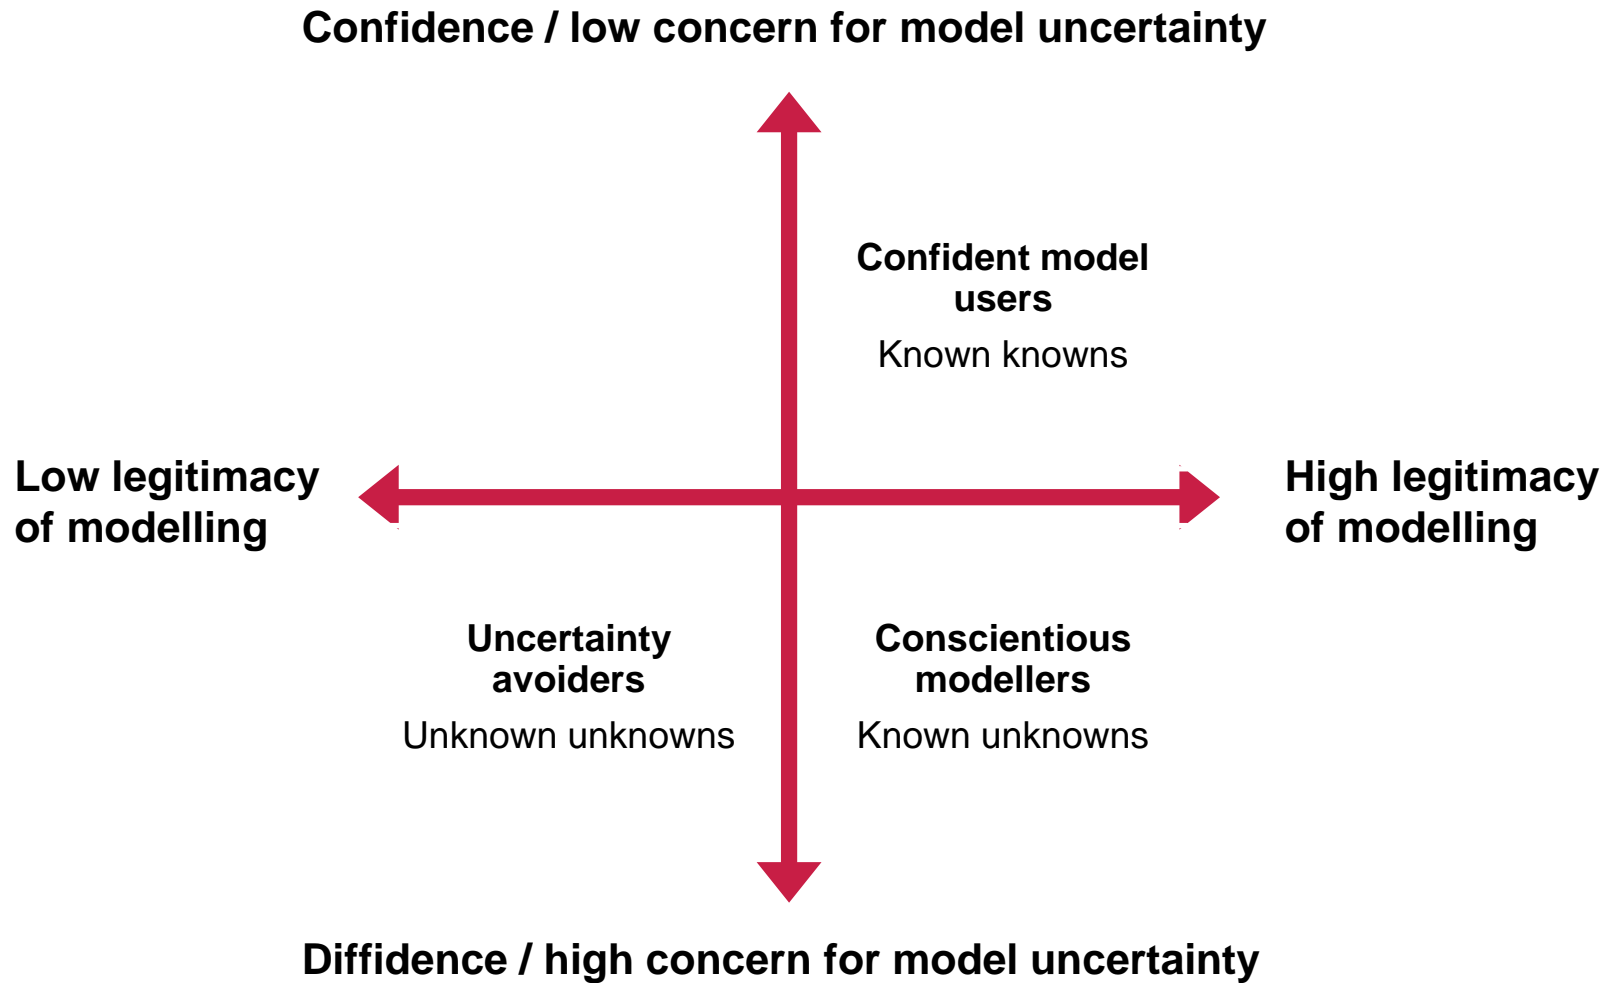 Confidence / low concern for model uncertainty
Confident model
users
Known knowns
Low legitimacy
of modelling
High legitimacy
of modelling
Uncertainty
avoiders
Unknown unknowns
Conscientious
modellers
Known unknowns
Diffidence / high concern for model uncertainty